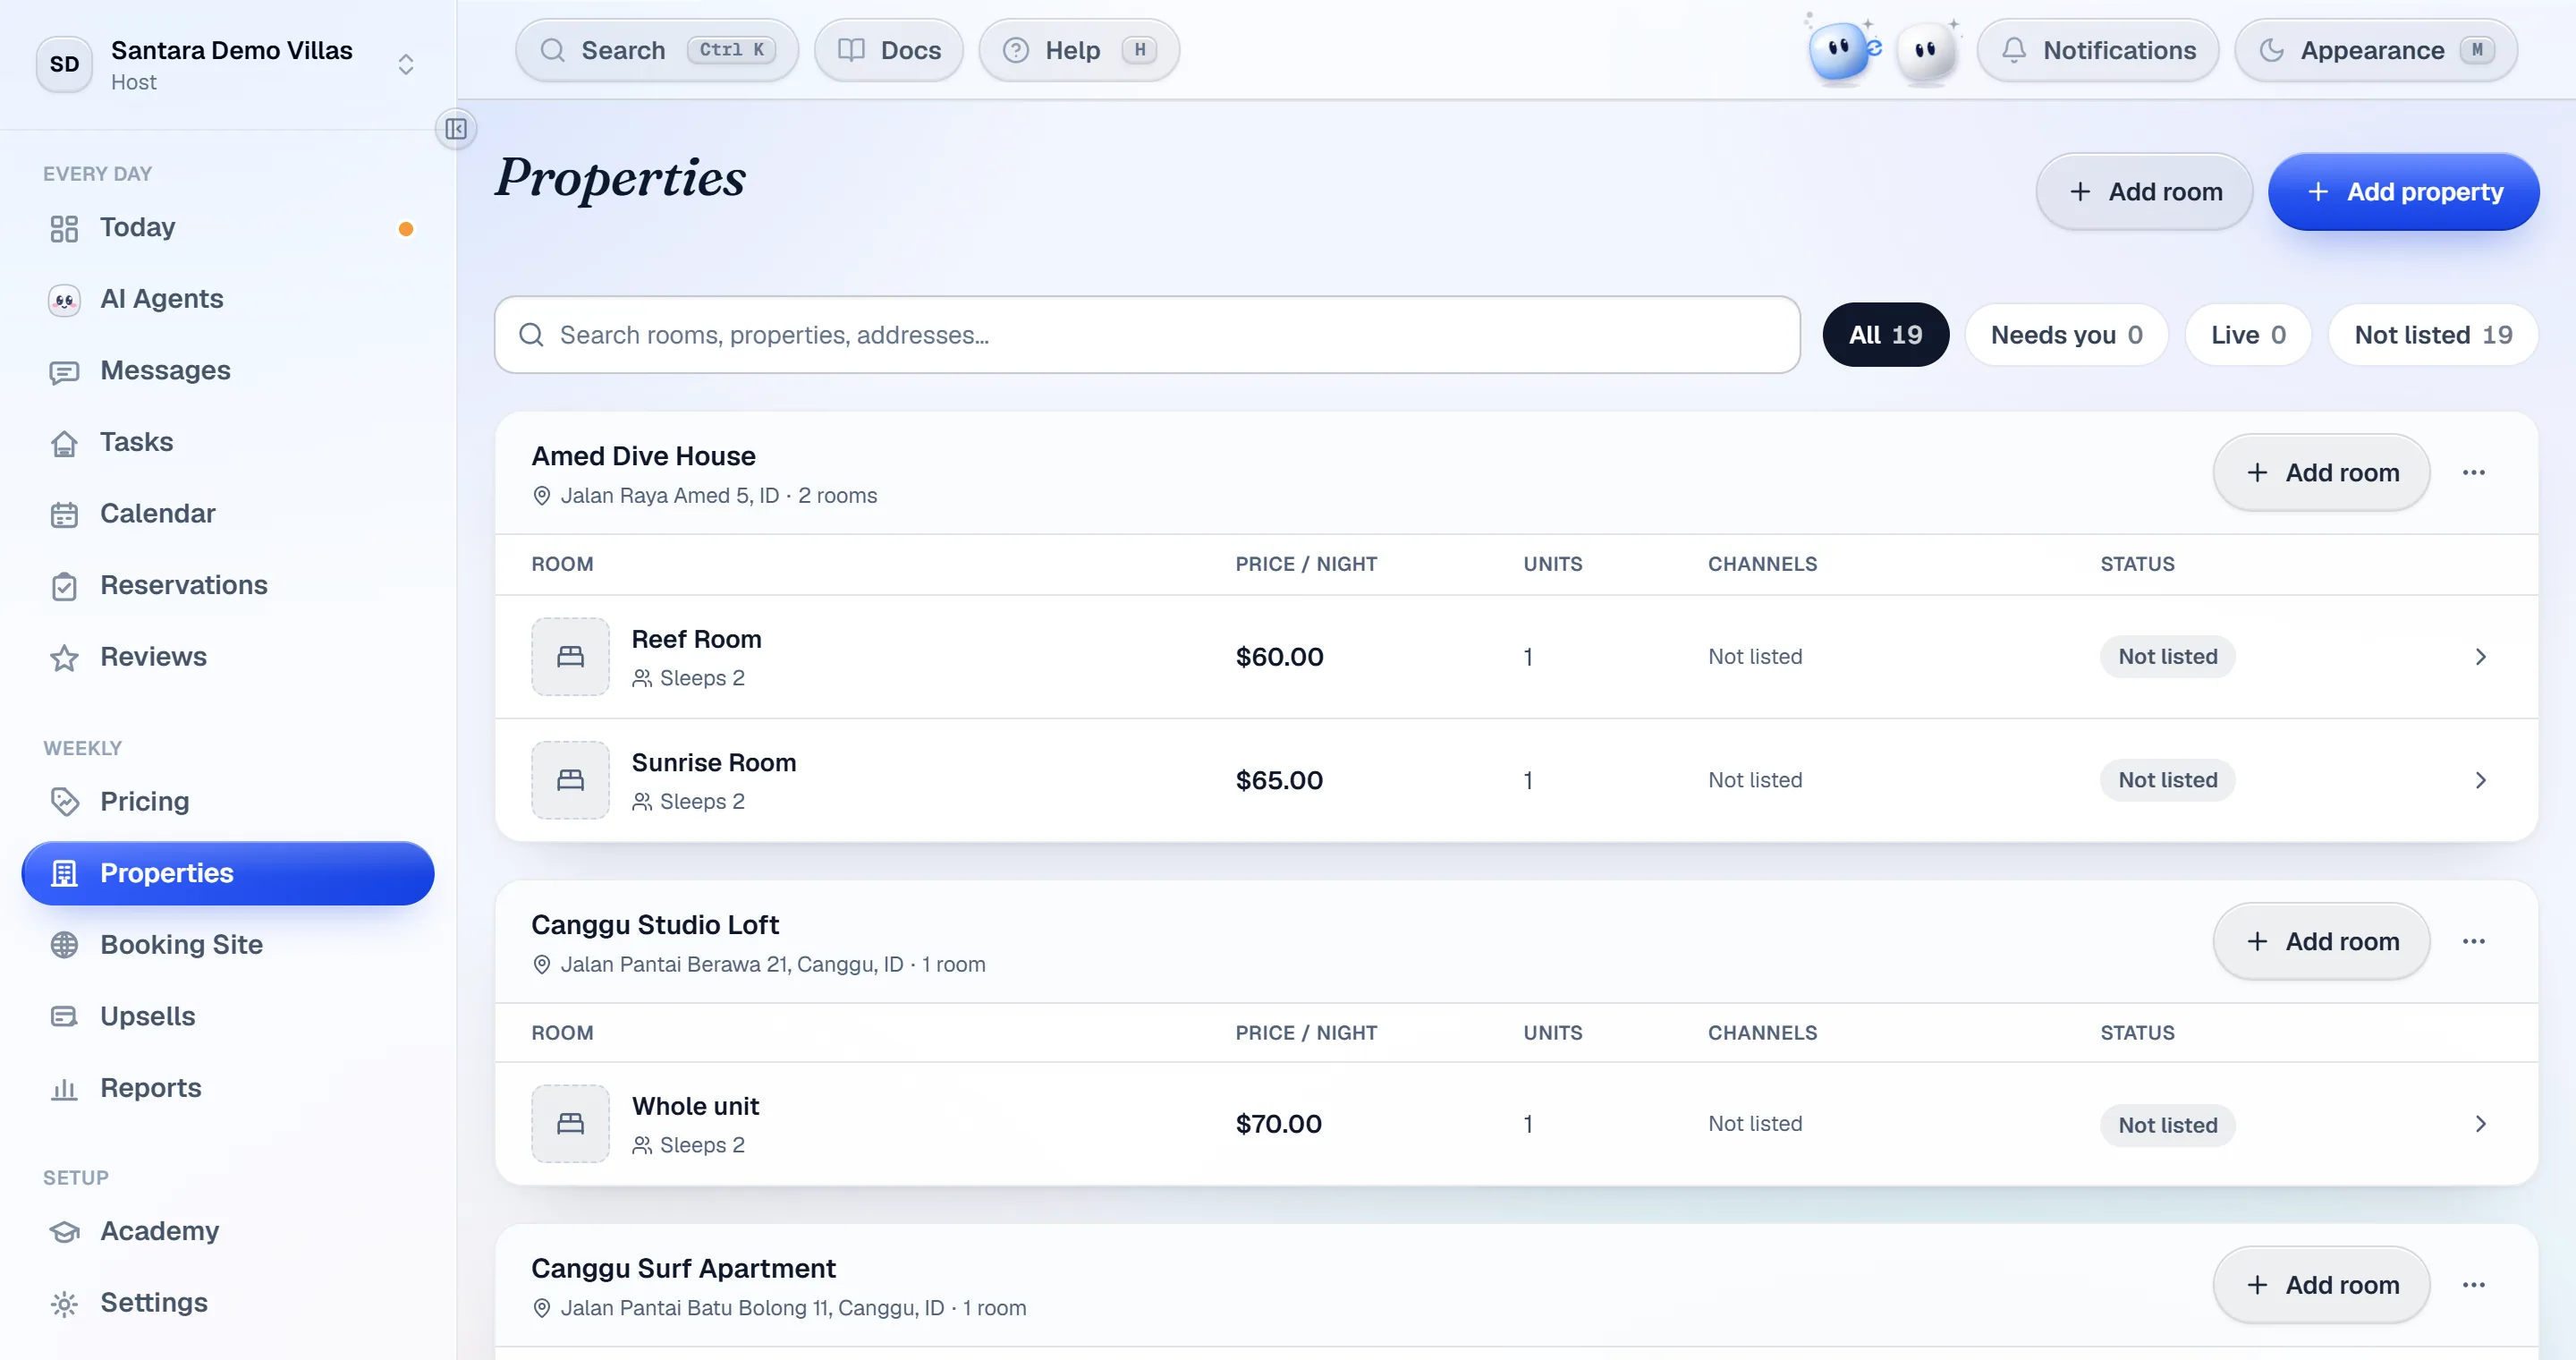 SD
Santara Demo Villas
Host
EVERY DAY
Today
AI Agents
Messages
Tasks
Calendar
Reservations
Reviews
WEEKLY
Pricing
Properties
Booking Site
Upsells
Reports
SETUP
Academy
Settings
Search Ctrl K
Docs
Help H
Notifications
Appearance M
Properties
Add room
Add property
Search rooms, properties, addresses...
All 19
Needs you 0
Live 0
Not listed 19
Amed Dive House
Jalan Raya Amed 5, ID · 2 rooms
Add room
ROOM PRICE / NIGHT UNITS CHANNELS STATUS
Reef Room
Sleeps 2
$60.00 1 Not listed Not listed
Sunrise Room
Sleeps 2
$65.00 1 Not listed Not listed
Canggu Studio Loft
Jalan Pantai Berawa 21, Canggu, ID · 1 room
Add room
ROOM PRICE / NIGHT UNITS CHANNELS STATUS
Whole unit
Sleeps 2
$70.00 1 Not listed Not listed
Canggu Surf Apartment
Jalan Pantai Batu Bolong 11, Canggu, ID · 1 room
Add room